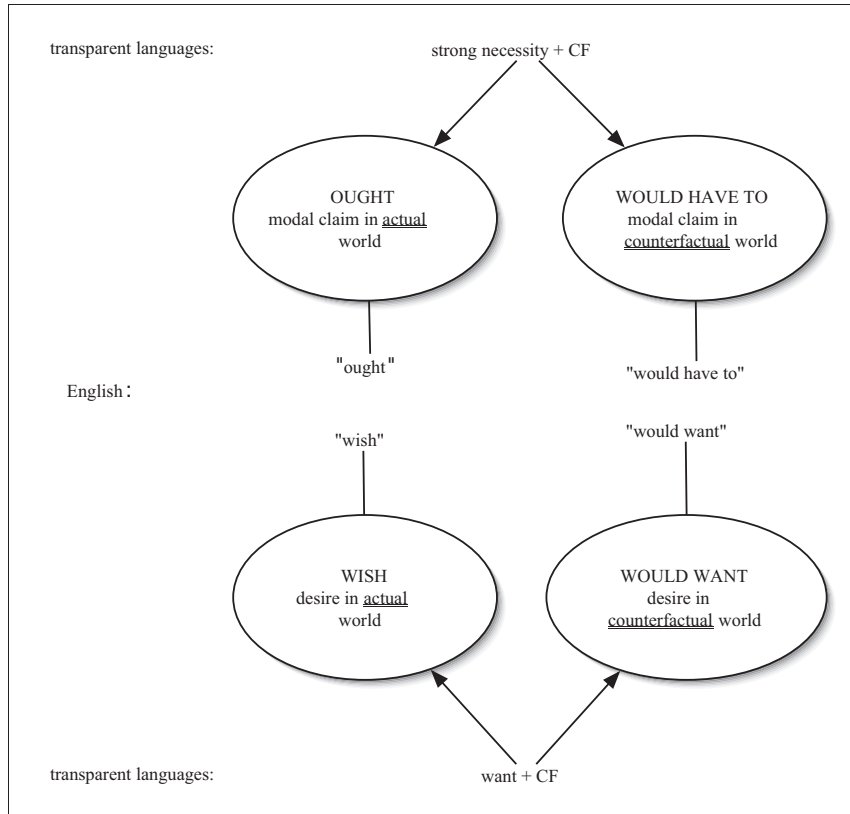 transparent languages:
strong necessity + CF
OUGHT
modal claim in actual
world
WOULD HAVE TO
modal claim in
counterfactual world
"ought"
"would have to"
English:
"wish"
"would want"
WISH
desire in actual
world
WOULD WANT
desire in
counterfactual world
transparent languages:
want + CF